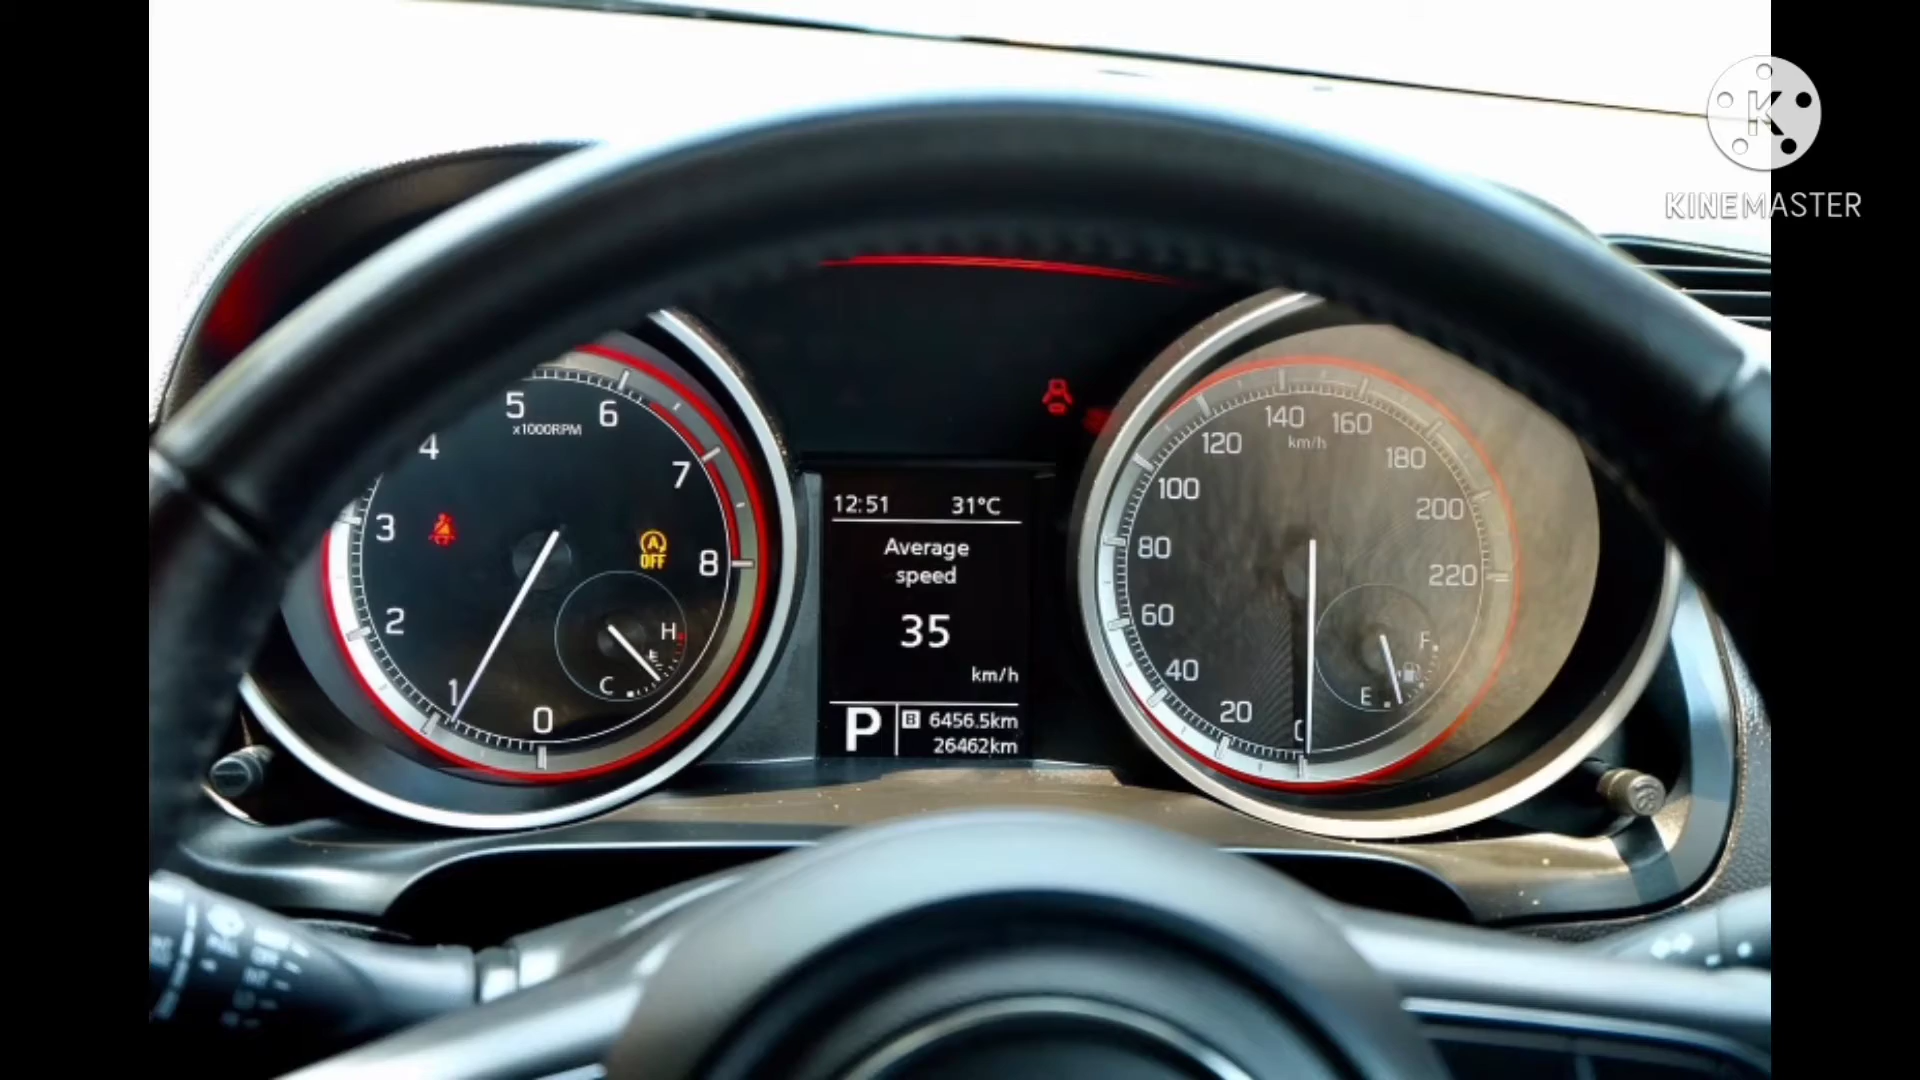 KINEMASTER
5
x1000RPM
6
4
7
3
A
OFF
8
2
H
C
1
0
12:51 31°C
Average
speed
35
km/h
P
B 6456.5km
26462km
140
160
km/h
120
180
100
200
80
220
60
F
40
E
20
0